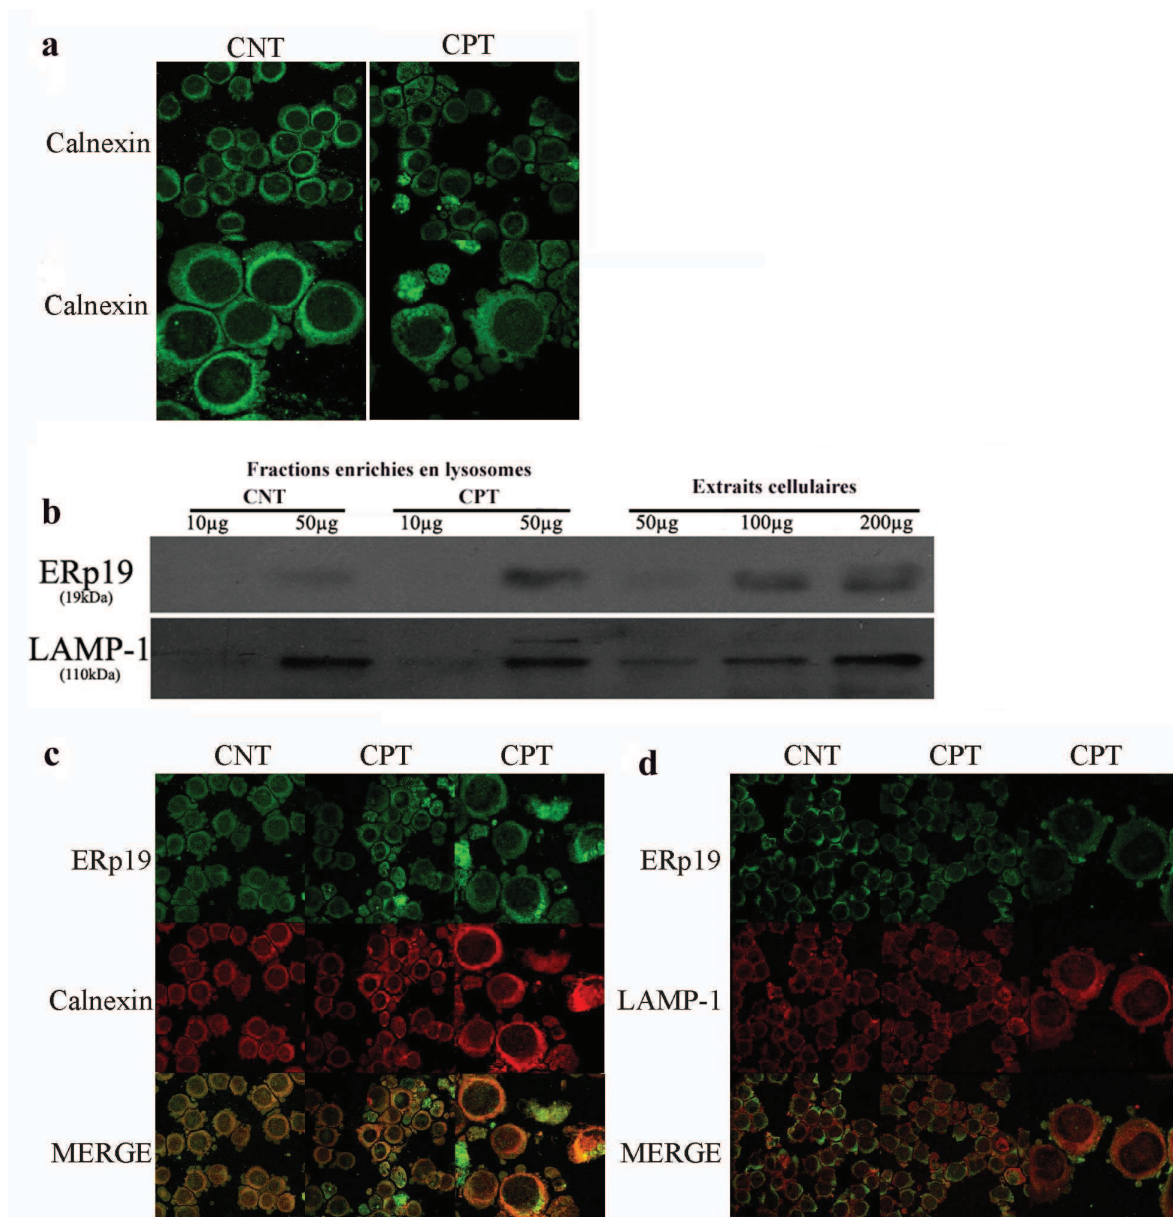 a
CNT CPT
Calnexin
Calnexin
Fractions enrichies en lysosomes
CNT CPT
Extraits cellulaires
b
10µg 50µg 10µg 50µg 50µg 100µg 200µg
ERp19
(19kDa)
LAMP-1
(110kDa)
c
CNT CPT CPT
ERp19
Calnexin
MERGE
d
CNT CPT CPT
ERp19
LAMP-1
MERGE